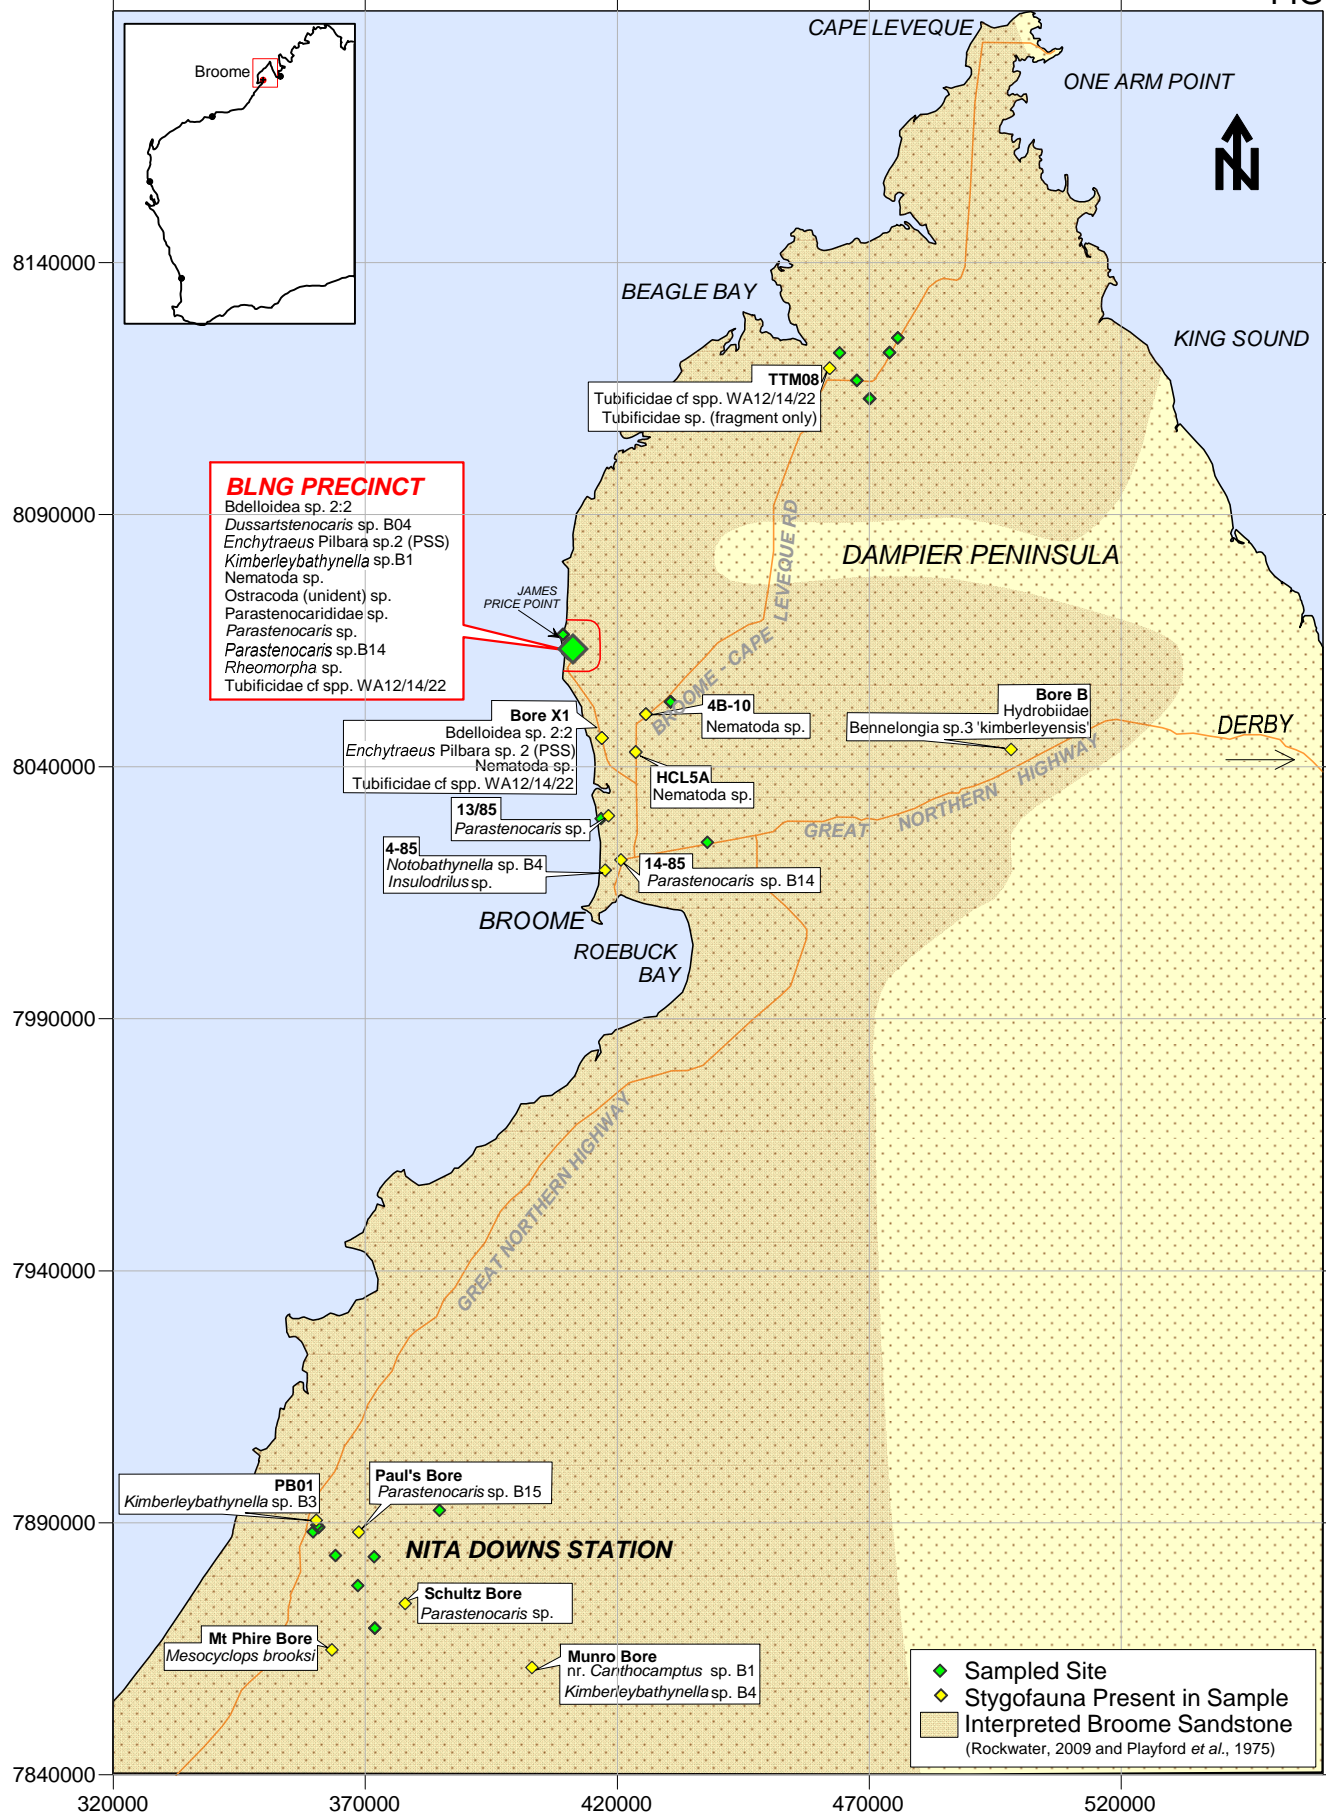 CAPE LEVEQUE
ONE ARM POINT
Broome
N
8140000
BEAGLE BAY
KING SOUND
TTM08
Tubificidae cf spp. WA12/14/22
Tubificidae sp. (fragment only)
BLNG PRECINCT
Bdelloidea sp. 2:2
Dussartstenocaris sp. B04
Enchytraeus Pilbara sp.2 (PSS)
Kimberleybathynella sp.B1
Nematoda sp.
Ostracoda (unident) sp.
Parastenocarididae sp.
Parastenocaris sp.
Parastenocaris sp.B14
Rheomorpha sp.
Tubificidae cf spp. WA12/14/22
8090000
DAMPIER PENINSULA
JAMES
PRICE POINT
BROOME - CAPE LEVEQUE RD
Bore X1
Bdelloidea sp. 2:2
Enchytraeus Pilbara sp. 2 (PSS)
Nematoda sp.
Tubificidae cf spp. WA12/14/22
4B-10
Nematoda sp.
Bore B
Hydrobiidae
Bennelongia sp.3 'kimberleyensis'
DERBY
8040000
HCL5A
Nematoda sp.
GREAT NORTHERN HIGHWAY
13/85
Parastenocaris sp.
4-85
Notobathynella sp. B4
Insulodrilus sp.
14-85
Parastenocaris sp. B14
BROOME
ROEBUCK
BAY
7990000
GREAT NORTHERN HIGHWAY
7940000
PB01
Kimberleybathynella sp. B3
Paul's Bore
Parastenocaris sp. B15
7890000
NITA DOWNS STATION
Schultz Bore
Parastenocaris sp.
Mt Phire Bore
Mesocyclops brooksi
Munro Bore
nr. Canthocamptus sp. B1
Kimberleybathynella sp. B4
Sampled Site
Stygofauna Present in Sample
Interpreted Broome Sandstone
(Rockwater, 2009 and Playford et al., 1975)
7840000
320000
370000
420000
470000
520000